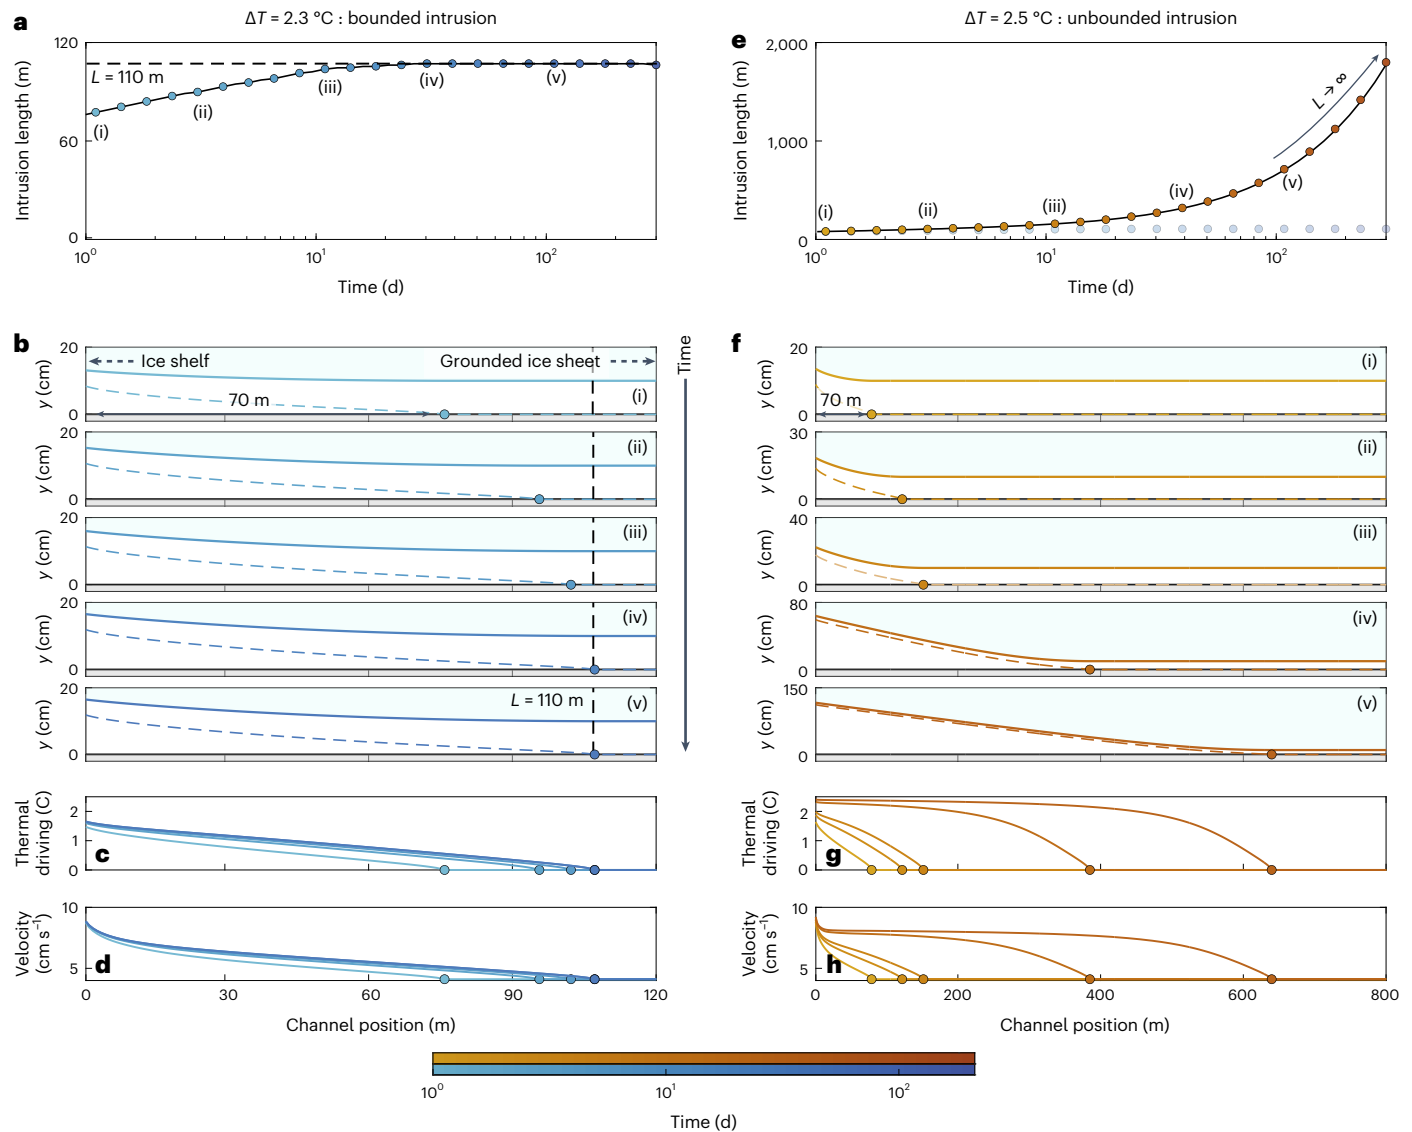 a
ΔT = 2.3 °C : bounded intrusion
Intrusion length (m)
120
60
0
L = 110 m
(i)
(ii)
(iii)
(iv)
(v)
10⁰
10¹
10²
Time (d)
e
ΔT = 2.5 °C : unbounded intrusion
Intrusion length (m)
2,000
1,000
0
L → ∞
(i)
(ii)
(iii)
(iv)
(v)
10⁰
10¹
10²
Time (d)
b
y (cm)
20
0
Ice shelf
Grounded ice sheet
70 m
(i)
y (cm)
20
0
(ii)
y (cm)
20
0
(iii)
y (cm)
20
0
(iv)
y (cm)
20
0
L = 110 m
(v)
Time
c
Thermal
driving (C)
2
1
0
d
Velocity
(cm s⁻¹)
10
5
0
30
60
90
120
Channel position (m)
f
y (cm)
20
0
70 m
(i)
y (cm)
30
0
(ii)
y (cm)
40
0
(iii)
y (cm)
80
0
(iv)
y (cm)
150
0
(v)
g
Thermal
driving (C)
2
1
0
h
Velocity
(cm s⁻¹)
10
5
0
200
400
600
800
Channel position (m)
10⁰
10¹
10²
Time (d)